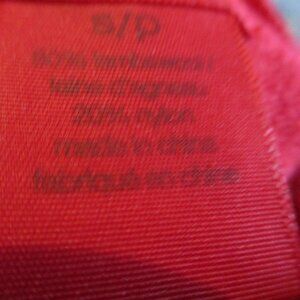 s/p
80% lambswool /
laine d'agneau
20% nylon
made in china
fabriqué en chine